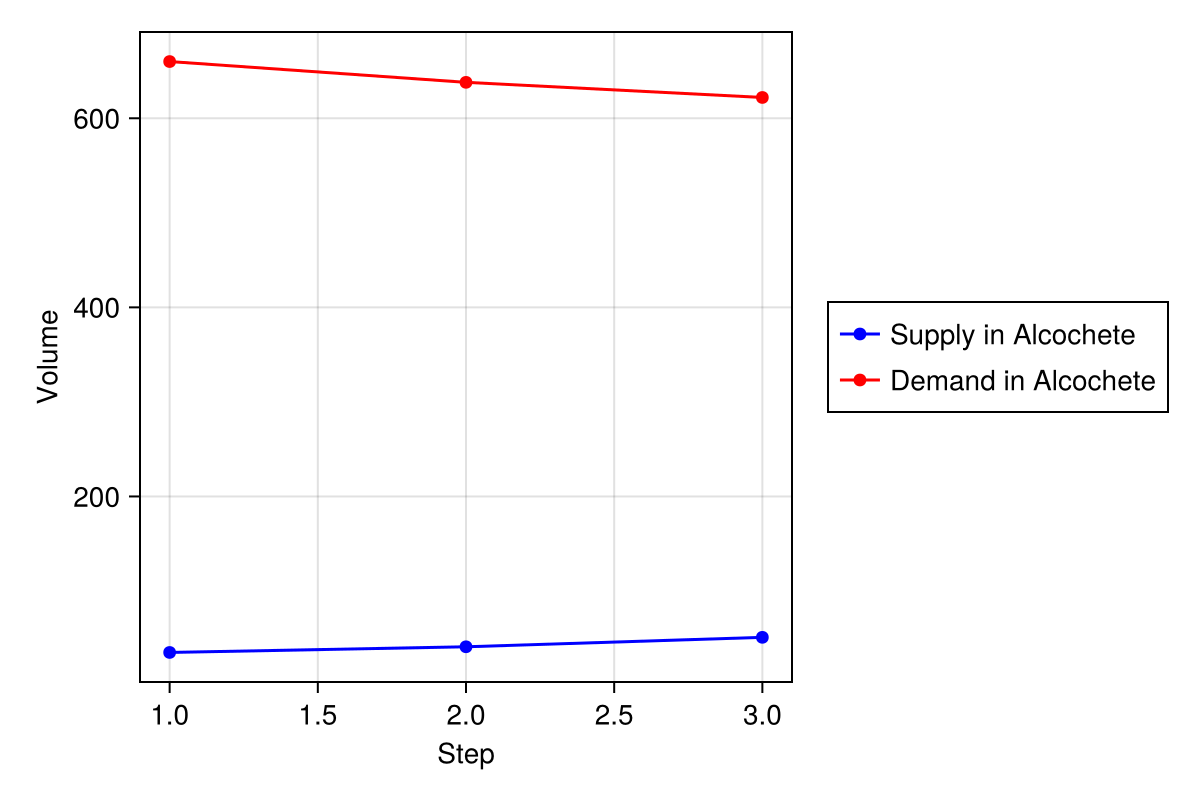 600
400
200
Volume
1.0 1.5 2.0 2.5 3.0
Step
Supply in Alcochete
Demand in Alcochete